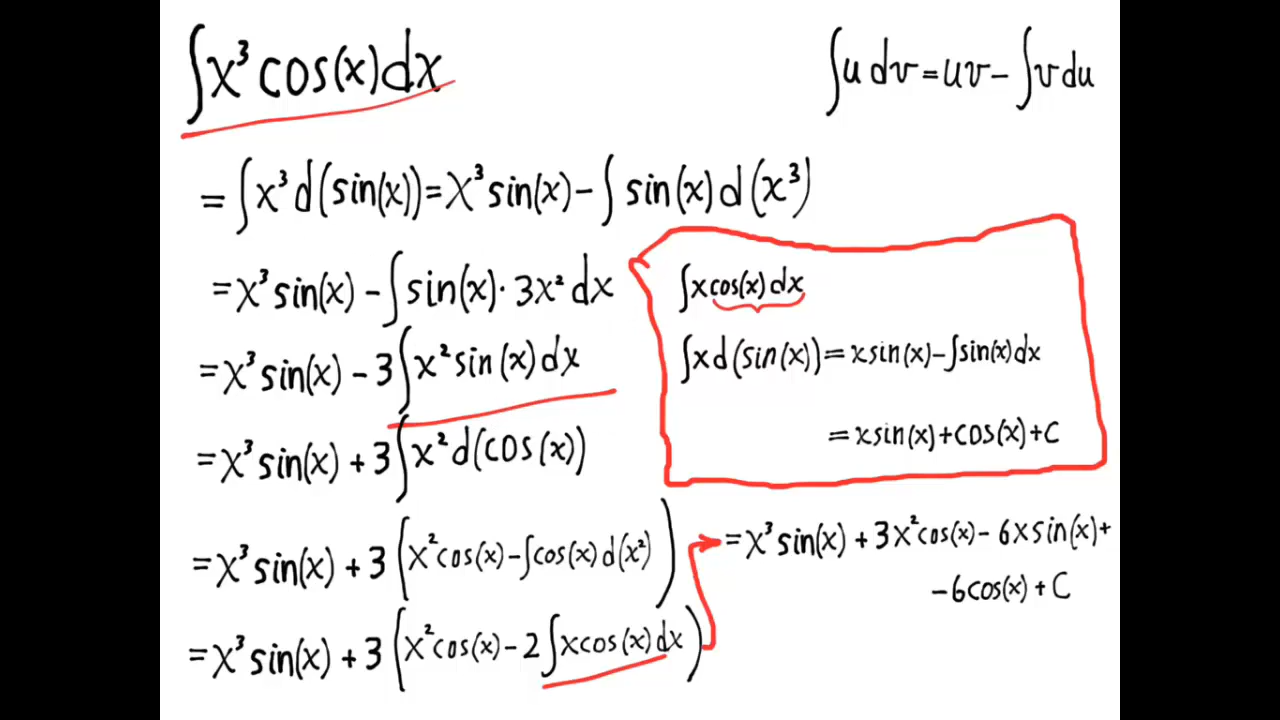 ∫x³cos(x)dx
∫u dv = uv − ∫v du
= ∫x³d(sin(x)) = x³sin(x) − ∫sin(x)d(x³)
= x³sin(x) − ∫sin(x)·3x²dx
= x³sin(x) − 3∫x²sin(x)dx
= x³sin(x) + 3∫x²d(cos(x))
= x³sin(x) + 3(x²cos(x) − ∫cos(x)d(x²))
= x³sin(x) + 3(x²cos(x) − 2∫xcos(x)dx)
∫xcos(x)dx
∫xd(sin(x)) = xsin(x) − ∫sin(x)dx
= xsin(x) + cos(x) + C
= x³sin(x) + 3x²cos(x) − 6xsin(x) +
− 6cos(x) + C